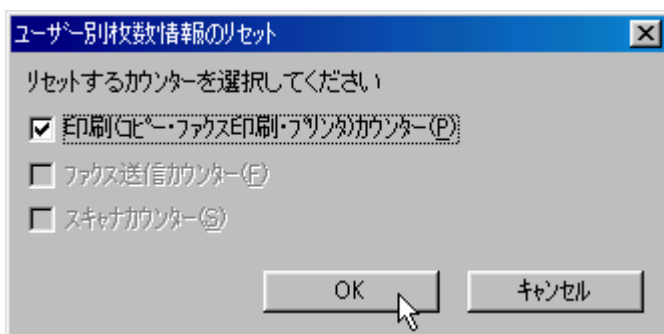 ユーザー別枚数情報のリセット
リセットするカウンターを選択してください
印刷(コピー・ファクス印刷・プリンタ)カウンター(P)
ファクス送信カウンター(F)
スキャナカウンター(S)
OK キャンセル